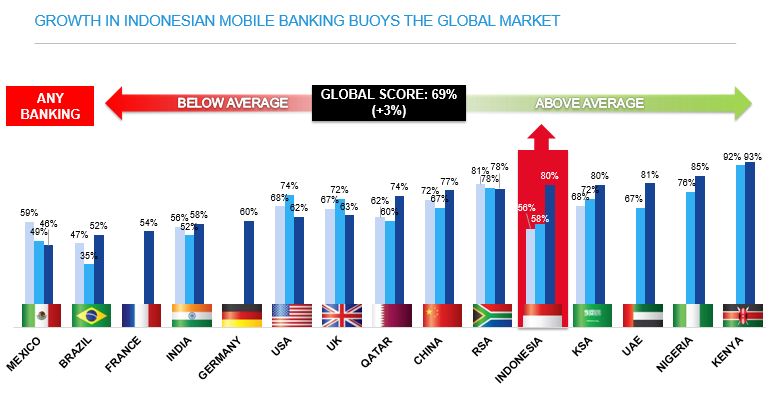 GROWTH IN INDONESIAN MOBILE BANKING BUOYS THE GLOBAL MARKET
ANY
BANKING
BELOW AVERAGE
GLOBAL SCORE: 69%
(+3%)
ABOVE AVERAGE
59%
49%
46%
47%
35%
52%
54%
56%
52%
58%
60%
68%
74%
62%
67%
72%
63%
62%
60%
74%
72%
67%
77%
81%
78%
78%
56%
58%
80%
68%
72%
80%
67%
81%
76%
85%
92%
93%
MEXICO
BRAZIL
FRANCE
INDIA
GERMANY
USA
UK
QATAR
CHINA
RSA
INDONESIA
KSA
UAE
NIGERIA
KENYA